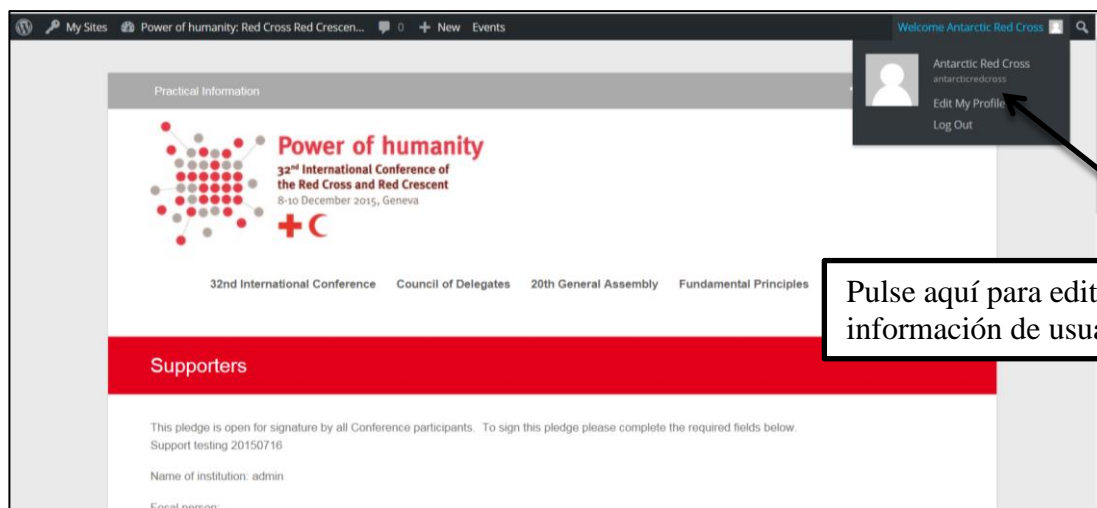 My Sites Power of humanity: Red Cross Red Crescen... 0 + New Events Welcome Antarctic Red Cross
Antarctic Red Cross
antarcticredcross
Edit My Profile
Log Out
Practical Information
Power of humanity
32nd International Conference of
the Red Cross and Red Crescent
8-10 December 2015, Geneva
32nd International Conference Council of Delegates 20th General Assembly Fundamental Principles
Pulse aquí para edit
información de usua
Supporters
This pledge is open for signature by all Conference participants. To sign this pledge please complete the required fields below.
Support testing 20150716
Name of institution: admin
Focal person: